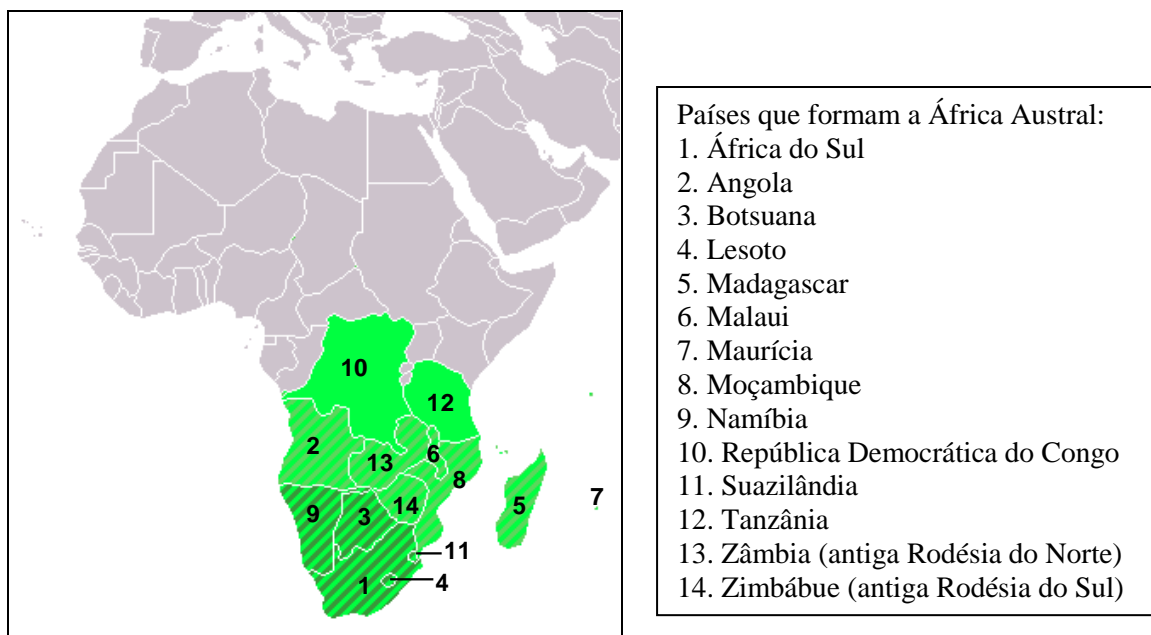 10
12
2
13
6
8
14
5
7
9
3
11
1
4
Países que formam a África Austral:
1. África do Sul
2. Angola
3. Botsuana
4. Lesoto
5. Madagascar
6. Malaui
7. Maurícia
8. Moçambique
9. Namíbia
10. República Democrática do Congo
11. Suazilândia
12. Tanzânia
13. Zâmbia (antiga Rodésia do Norte)
14. Zimbábue (antiga Rodésia do Sul)